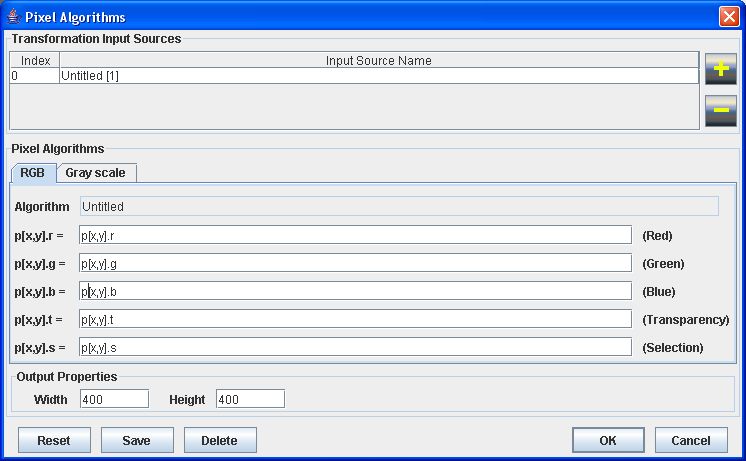 Pixel Algorithms
Transformation Input Sources
Index Input Source Name
0 Untitled [1]
Pixel Algorithms
RGB Gray scale
Algorithm Untitled
p[x,y].r = p[x,y].r (Red)
p[x,y].g = p[x,y].g (Green)
p[x,y].b = p[x,y].b (Blue)
p[x,y].t = p[x,y].t (Transparency)
p[x,y].s = p[x,y].s (Selection)
Output Properties
Width 400 Height 400
Reset Save Delete OK Cancel